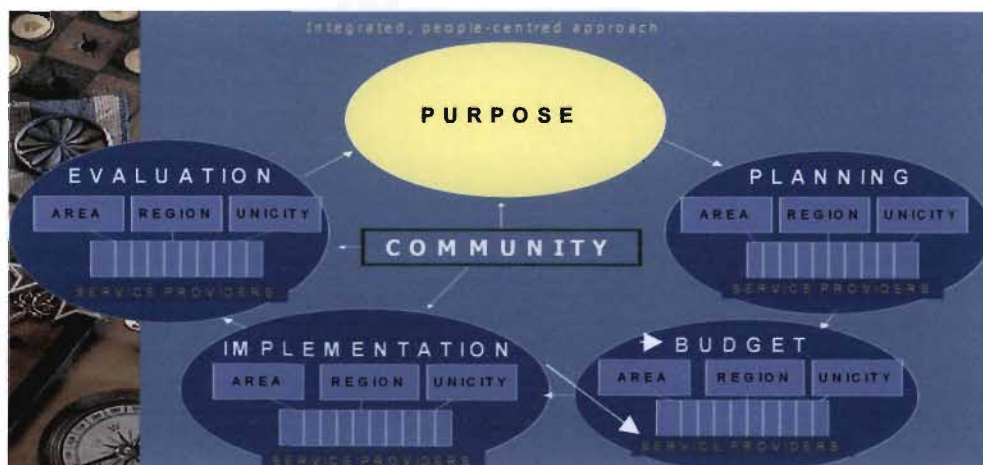 Integrated, people-centred approach
PURPOSE
EVALUATION
AREA REGION UNICITY
SERVICE PROVIDERS
PLANNING
AREA REGION UNICITY
SERVICE PROVIDERS
COMMUNITY
IMPLEMENTATION
AREA REGION UNICITY
SERVICE PROVIDERS
BUDGET
AREA REGION UNICITY
SERVICE PROVIDERS